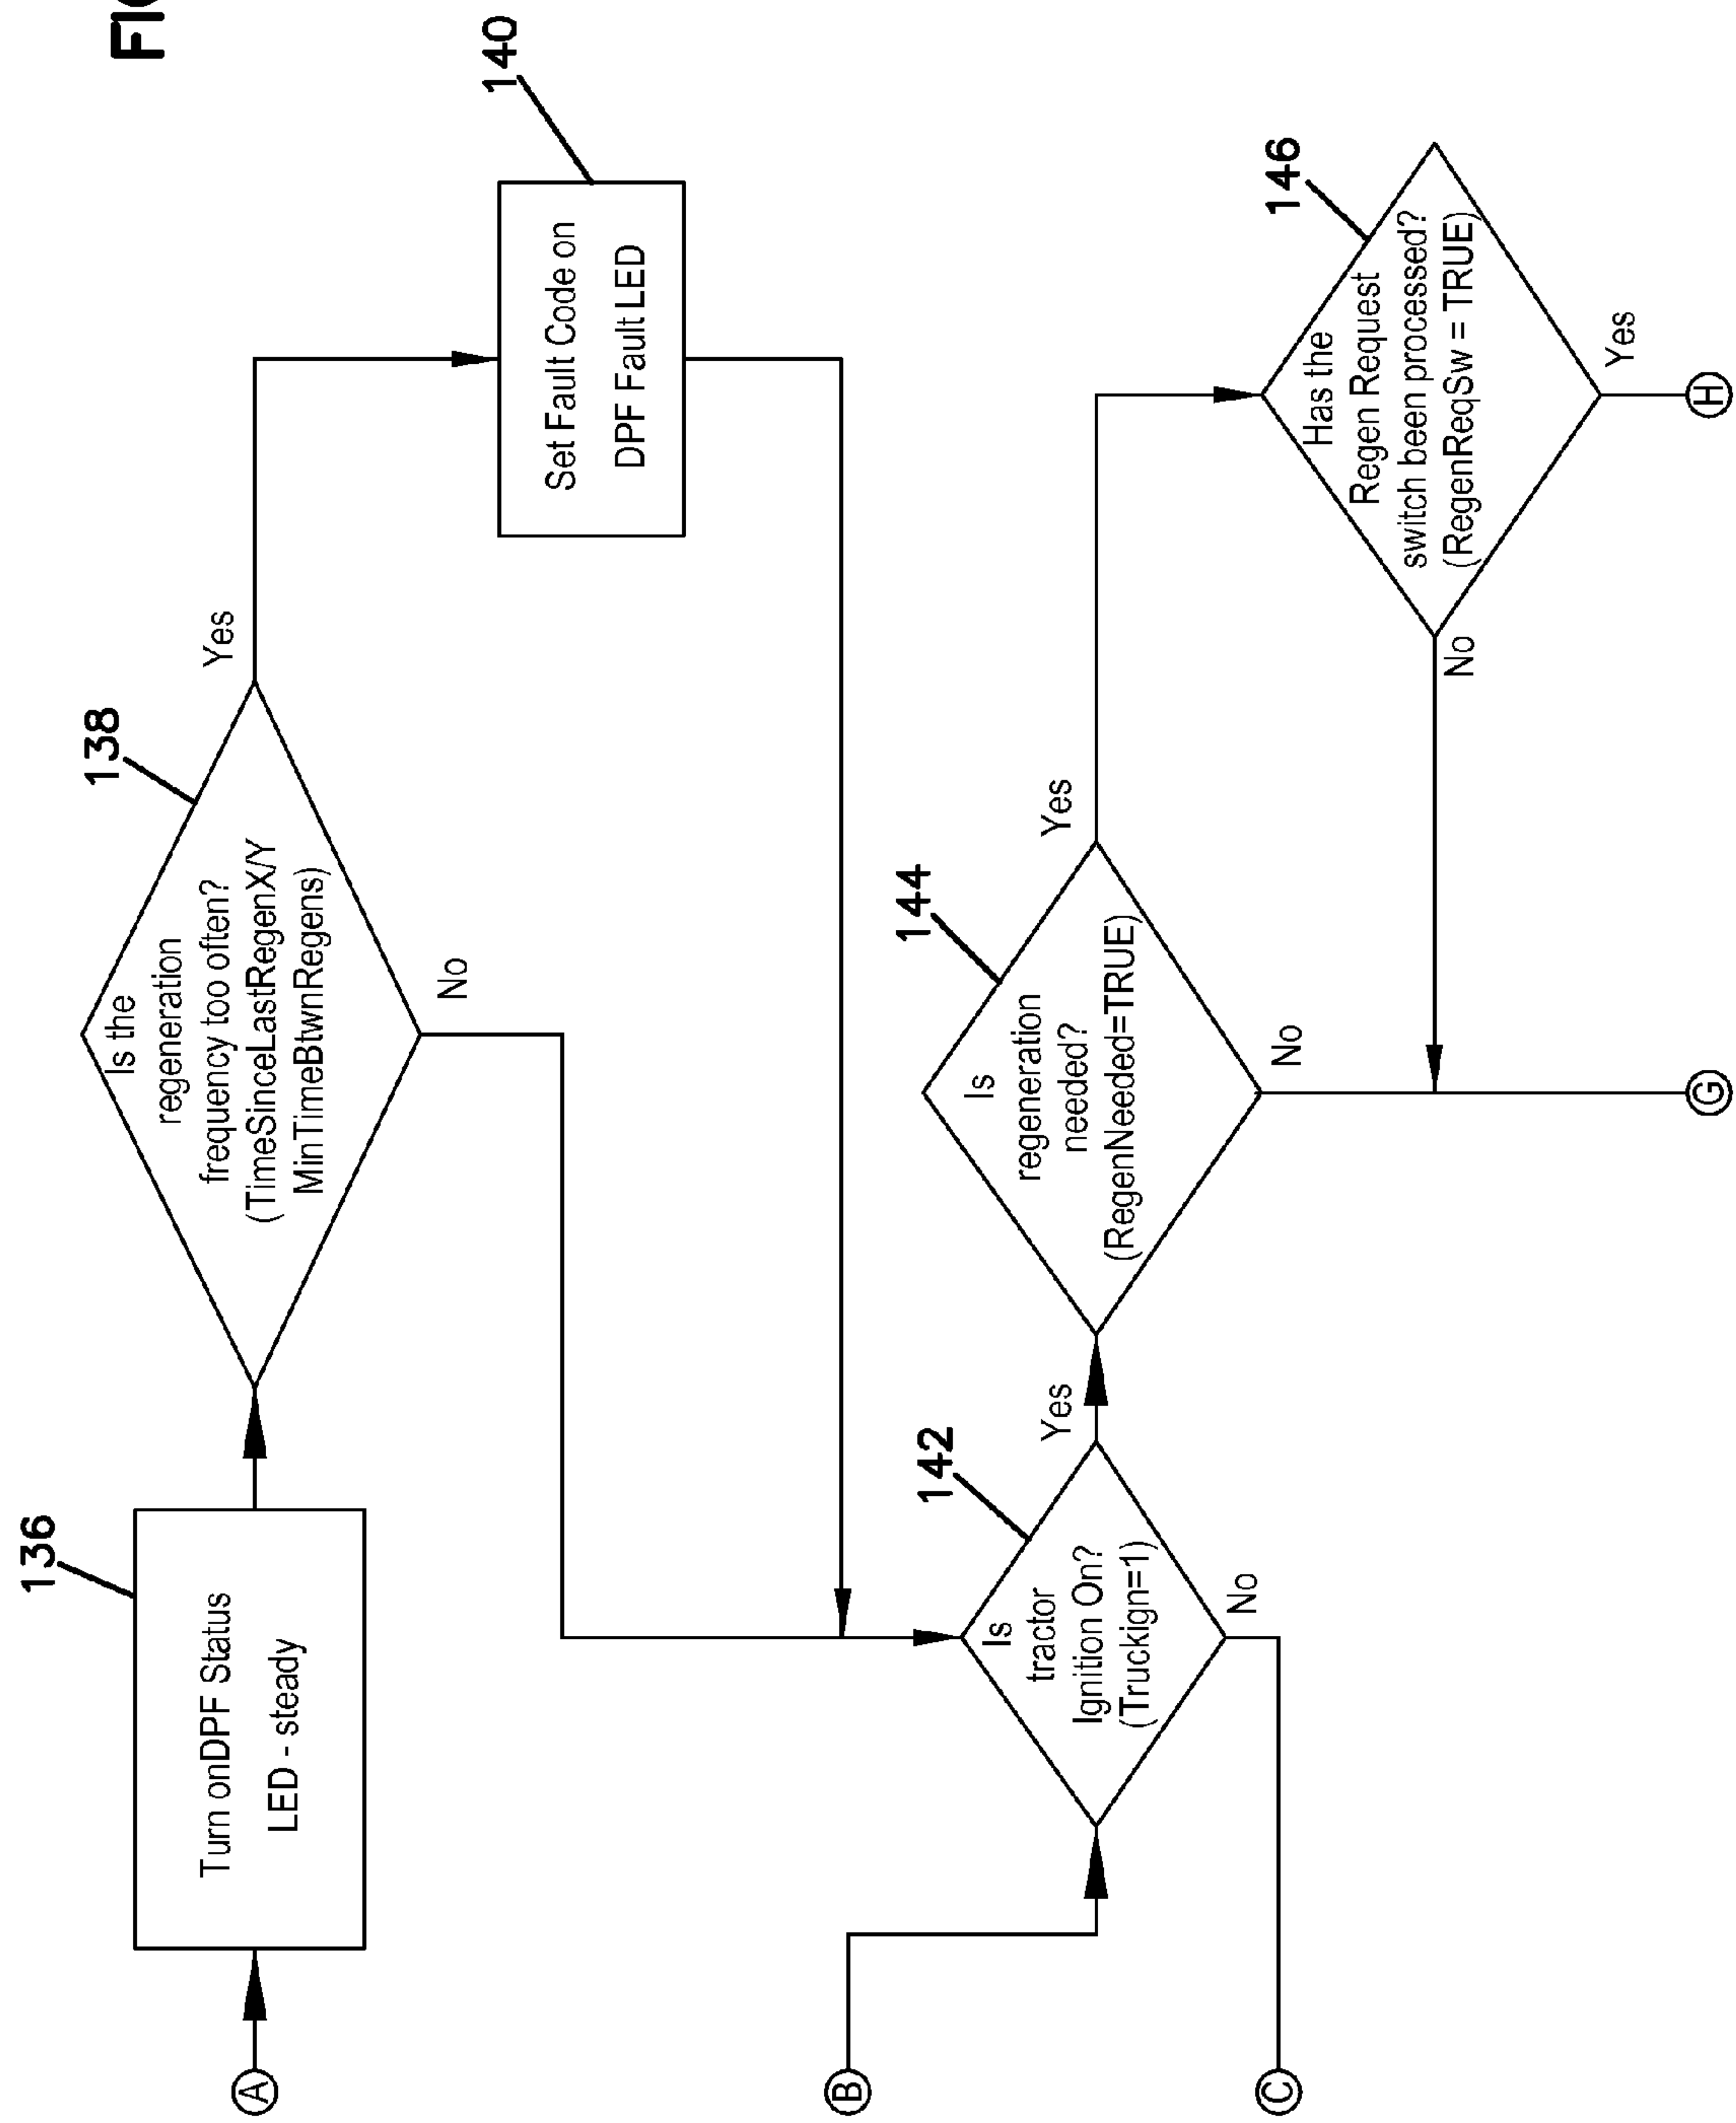 FIG
136
Turn onDPF Status
LED - steady
A
138
Is the
regeneration
frequency too often?
(TimeSinceLastRegenX/Y
MinTimeBtwnRegens)
Yes
No
140
Set Fault Code on
DPF Fault LED
B
142
Is
tractor
Ignition On?
(Truckign=1)
Yes
No
C
144
Is
regeneration
needed?
(RegenNeeded=TRUE)
Yes
No
G
146
Has the
Regen Request
switch been processed?
(RegenReqSw = TRUE)
No
Yes
H